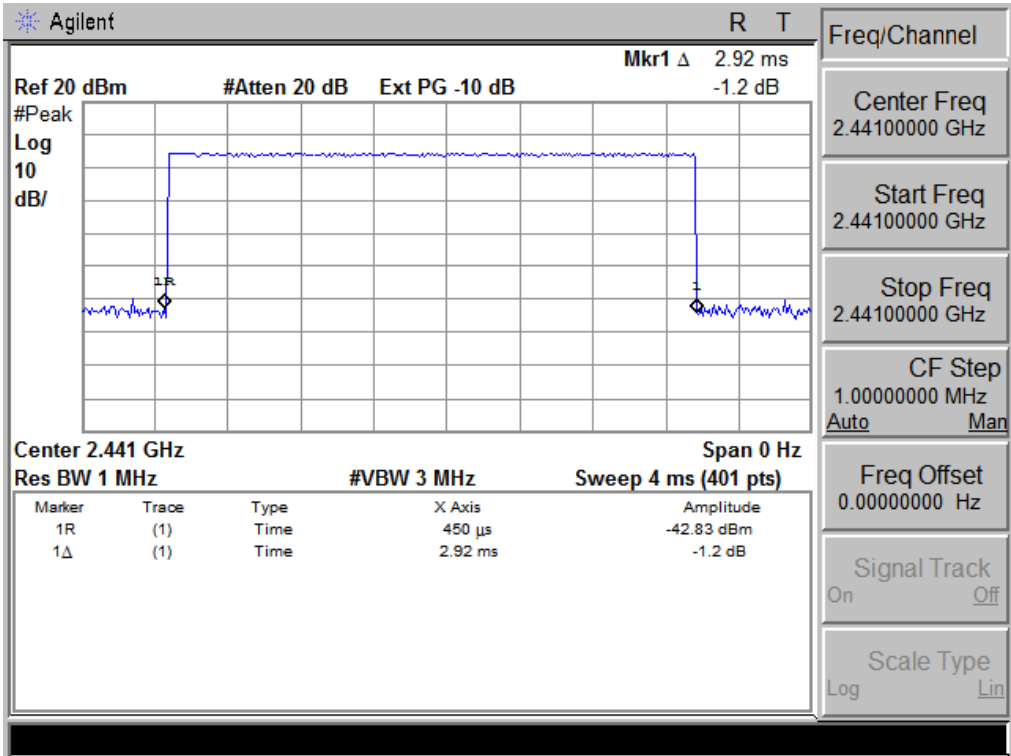 Agilent R T
Mkr1 Δ 2.92 ms
Ref 20 dBm #Atten 20 dB Ext PG -10 dB -1.2 dB
#Peak
Log
10
dB/
1R
1
Center 2.441 GHz Span 0 Hz
Res BW 1 MHz #VBW 3 MHz Sweep 4 ms (401 pts)
Marker Trace Type X Axis Amplitude
1R (1) Time 450 µs -42.83 dBm
1Δ (1) Time 2.92 ms -1.2 dB
Freq/Channel
Center Freq
2.44100000 GHz
Start Freq
2.44100000 GHz
Stop Freq
2.44100000 GHz
CF Step
1.00000000 MHz
Auto Man
Freq Offset
0.00000000 Hz
Signal Track
On Off
Scale Type
Log Lin